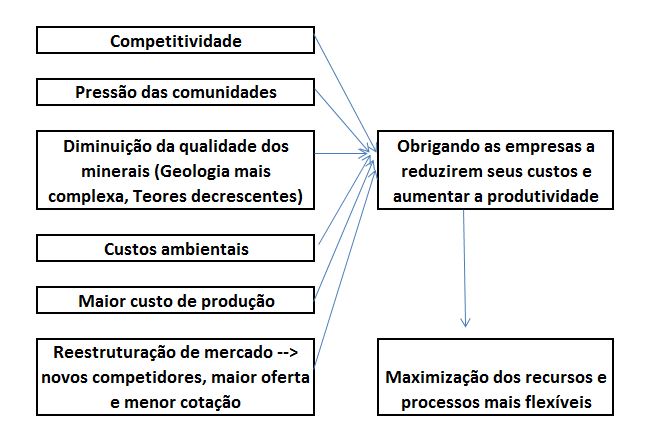 Competitividade
Pressão das comunidades
Diminuição da qualidade dos
minerais (Geologia mais
complexa, Teores decrescentes)
Custos ambientais
Maior custo de produção
Reestruturação de mercado -->
novos competidores, maior oferta
e menor cotação
Obrigando as empresas a
reduzirem seus custos e
aumentar a produtividade
Maximização dos recursos e
processos mais flexíveis